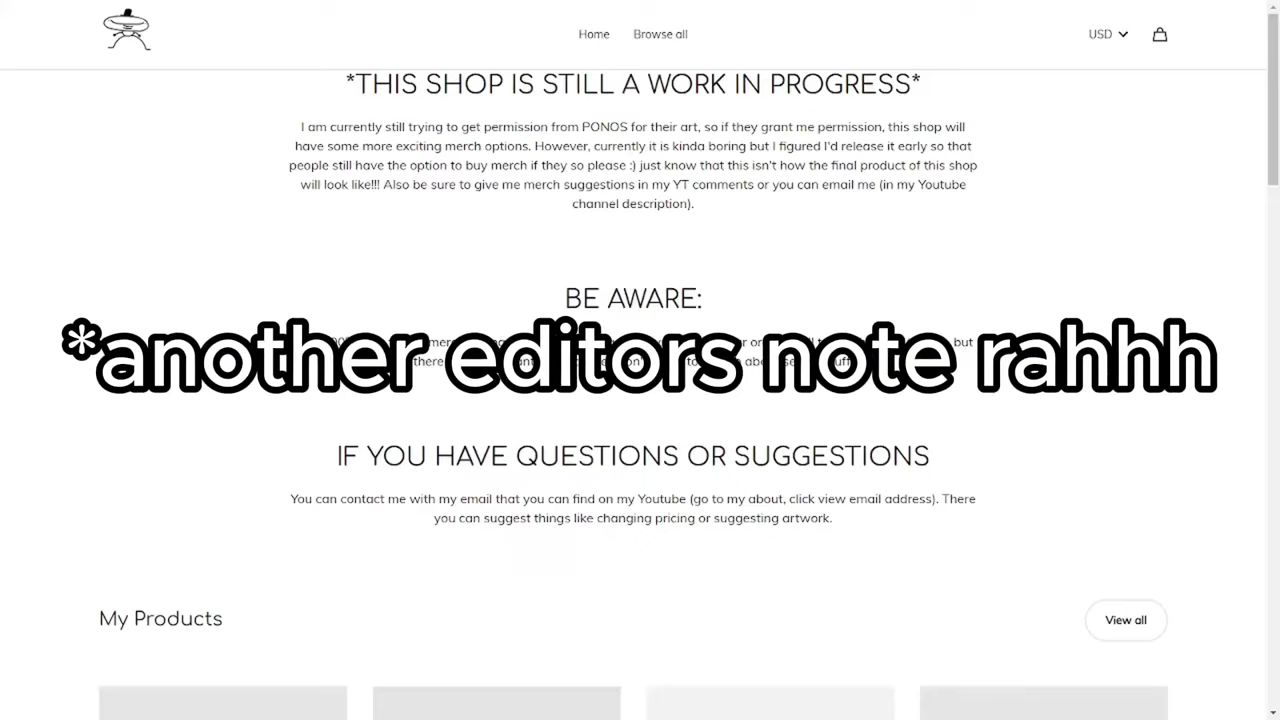 Home
Browse all
USD
*THIS SHOP IS STILL A WORK IN PROGRESS*
I am currently still trying to get permission from PONOS for their art, so if they grant me permission, this shop will
have some more exciting merch options. However, currently it is kinda boring but I figured I'd release it early so that
people still have the option to buy merch if they so please :) just know that this isn't how the final product of this shop
will look like!!! Also be sure to give me merch suggestions in my YT comments or you can email me (in my Youtube
channel description).
BE AWARE:
*another editors note rahhh
IF YOU HAVE QUESTIONS OR SUGGESTIONS
You can contact me with my email that you can find on my Youtube (go to my about, click view email address). There
you can suggest things like changing pricing or suggesting artwork.
My Products
View all